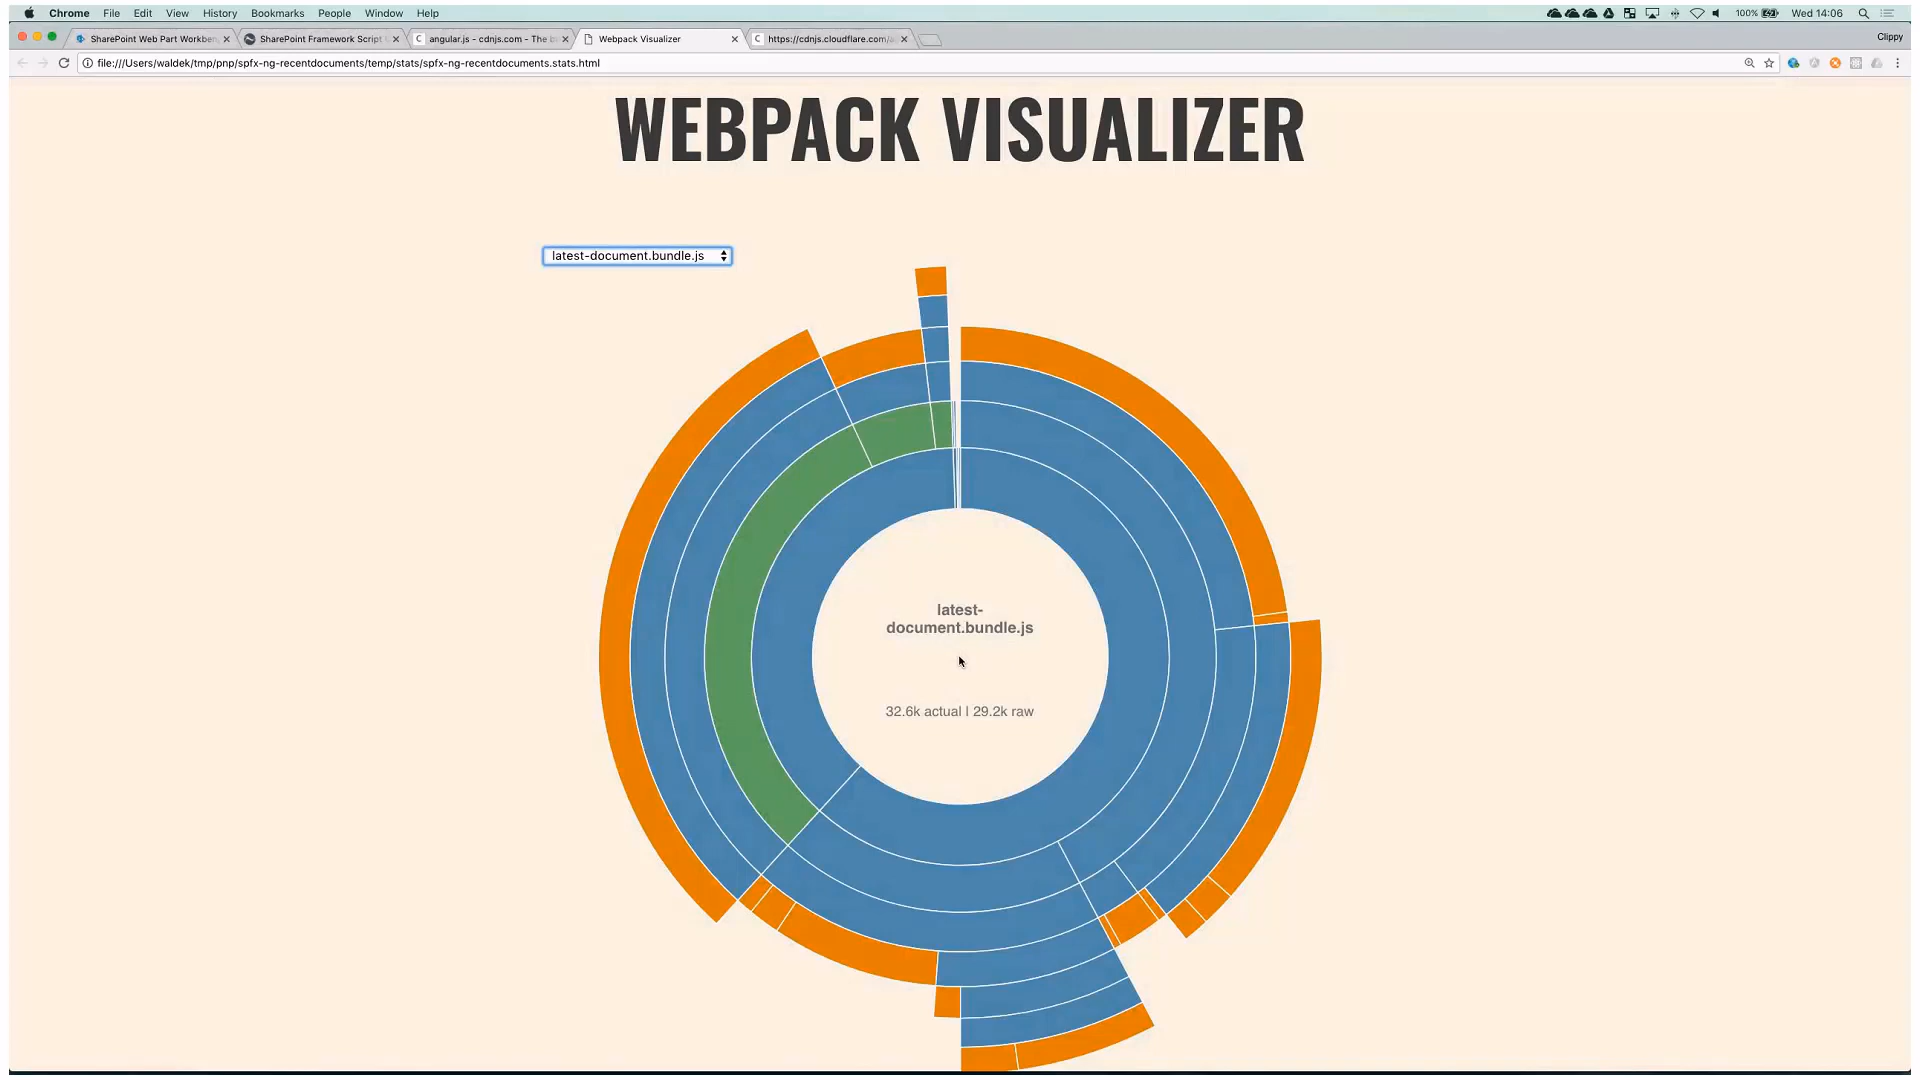 Chrome File Edit View History Bookmarks People Window Help 100% Wed 14:06
SharePoint Web Part Workben SharePoint Framework Script angular.js - cdnjs.com - The b Webpack Visualizer https://cdnjs.cloudflare.com/a Clippy
file:///Users/waldek/tmp/pnp/spfx-ng-recentdocuments/temp/stats/spfx-ng-recentdocuments.stats.html
WEBPACK VISUALIZER
latest-document.bundle.js
latest-
document.bundle.js
32.6k actual | 29.2k raw